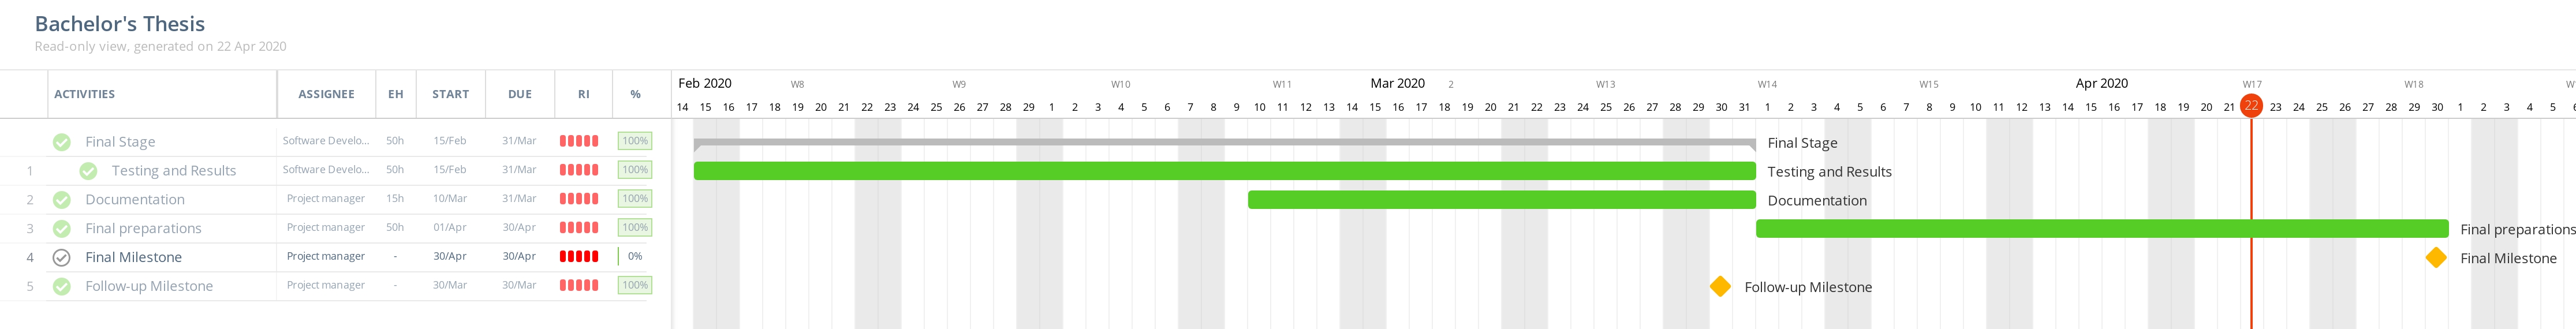 Bachelor's Thesis
Read-only view, generated on 22 Apr 2020
Feb 2020 W8 W9 W10 W11 Mar 2020 2 W13 W14 W15 Apr 2020 W17 W18
ACTIVITIES ASSIGNEE EH START DUE RI %
14 15 16 17 18 19 20 21 22 23 24 25 26 27 28 29 1 2 3 4 5 6 7 8 9 10 11 12 13 14 15 16 17 18 19 20 21 22 23 24 25 26 27 28 29 30 31 1 2 3 4 5 6 7 8 9 10 11 12 13 14 15 16 17 18 19 20 21 22 23 24 25 26 27 28 29 30 1 2 3 4 5
Final Stage Software Develo... 50h 15/Feb 31/Mar 100% Final Stage
1 Testing and Results Software Develo... 50h 15/Feb 31/Mar 100% Testing and Results
2 Documentation Project manager 15h 10/Mar 31/Mar 100% Documentation
3 Final preparations Project manager 50h 01/Apr 30/Apr 100% Final preparations
4 Final Milestone Project manager - 30/Apr 30/Apr 0% Final Milestone
5 Follow-up Milestone Project manager - 30/Mar 30/Mar 100% Follow-up Milestone